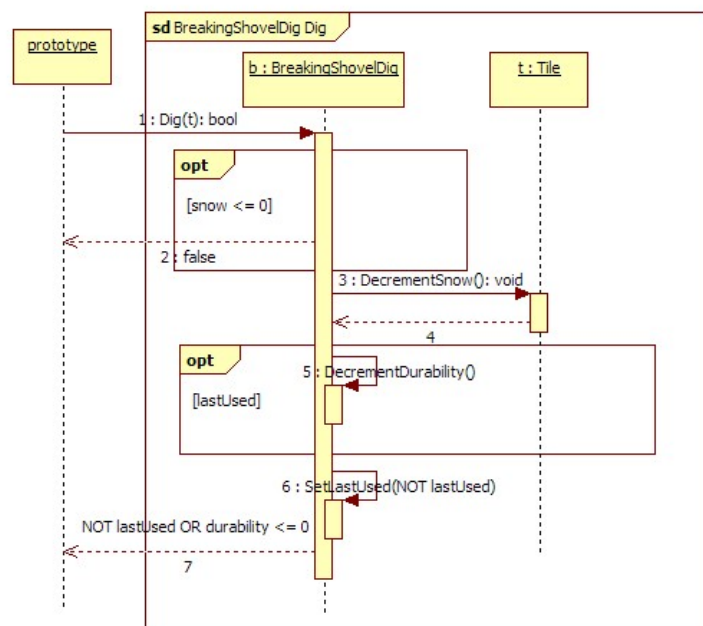 sd BreakingShovelDig Dig
prototype
b : BreakingShovelDig
t : Tile
1 : Dig(t): bool
opt
[snow <= 0]
2 : false
3 : DecrementSnow(): void
4
opt
5 : DecrementDurability()
[lastUsed]
6 : SetLastUsed(NOT lastUsed)
NOT lastUsed OR durability <= 0
7